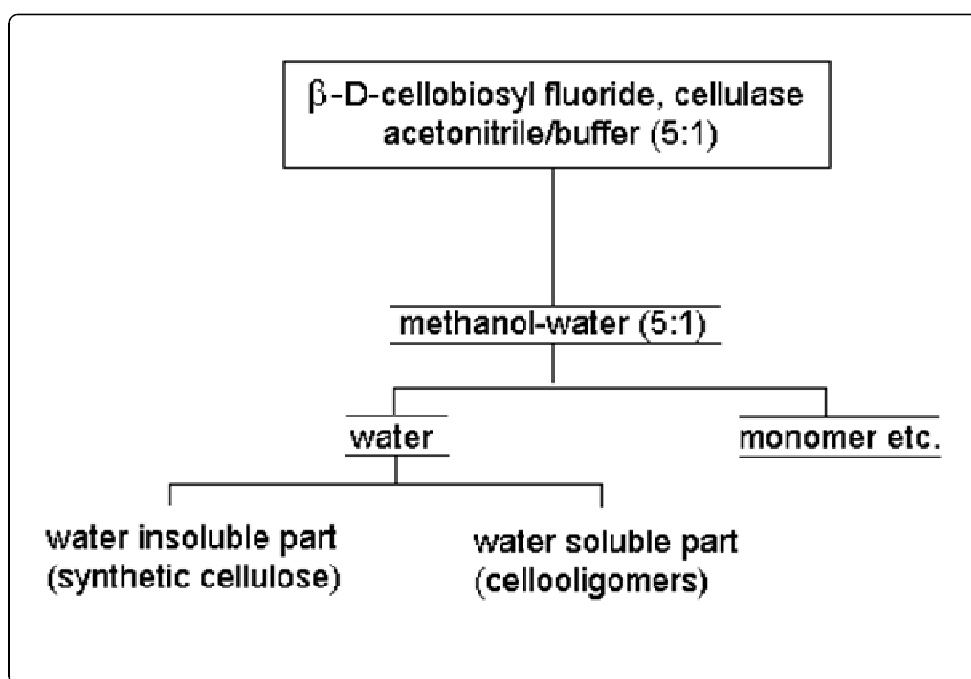 β-D-cellobiosyl fluoride, cellulase
acetonitrile/buffer (5:1)
methanol-water (5:1)
water
monomer etc.
water insoluble part
(synthetic cellulose)
water soluble part
(cellooligomers)